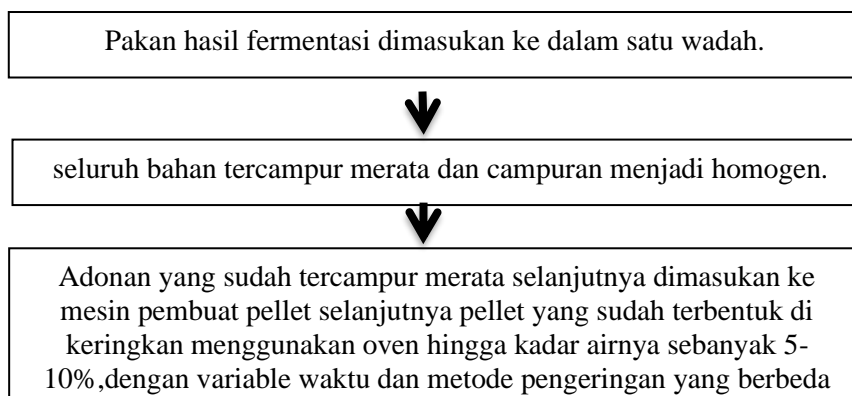 Pakan hasil fermentasi dimasukan ke dalam satu wadah.
seluruh bahan tercampur merata dan campuran menjadi homogen.
Adonan yang sudah tercampur merata selanjutnya dimasukan ke
mesin pembuat pellet selanjutnya pellet yang sudah terbentuk di
keringkan menggunakan oven hingga kadar airnya sebanyak 5-
10%,dengan variable waktu dan metode pengeringan yang berbeda